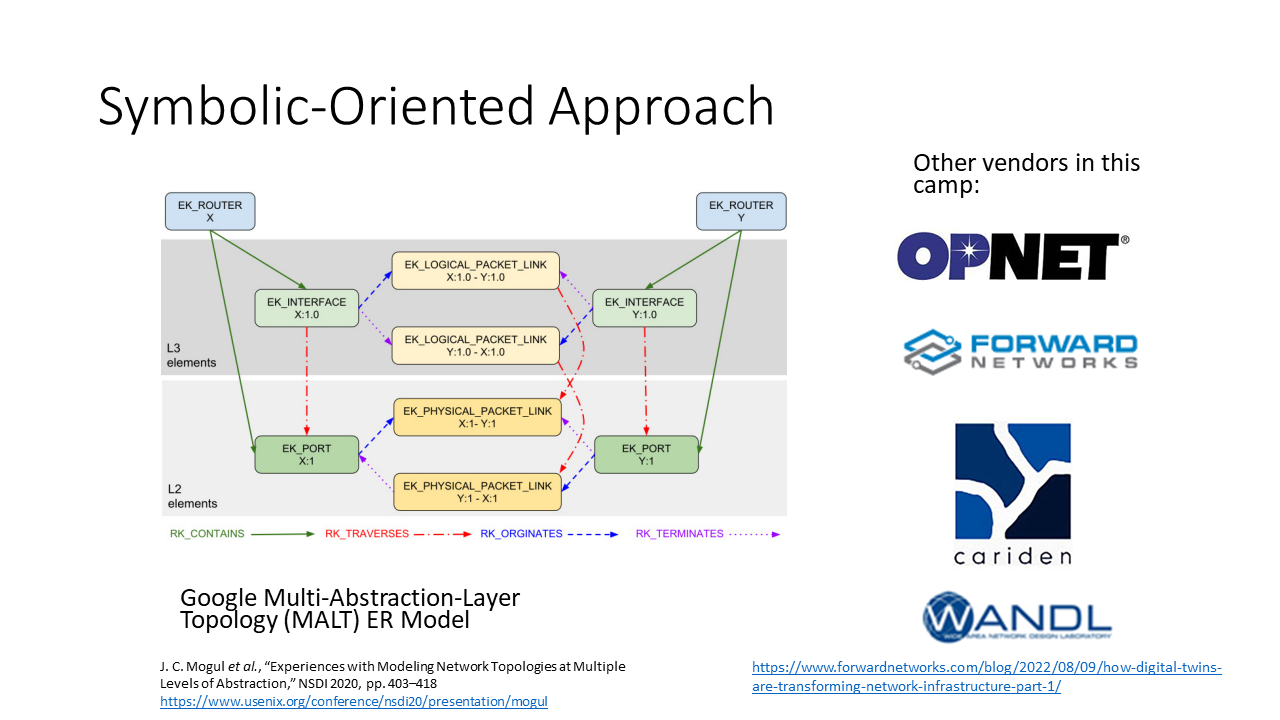 Symbolic-Oriented Approach
Other vendors in this
camp:
EK_ROUTER
X
EK_ROUTER
Y
EK_LOGICAL_PACKET_LINK
X:1.0 - Y:1.0
EK_INTERFACE
X:1.0
EK_INTERFACE
Y:1.0
EK_LOGICAL_PACKET_LINK
Y:1.0 - X:1.0
L3
elements
EK_PHYSICAL_PACKET_LINK
X:1- Y:1
EK_PORT
X:1
EK_PORT
Y:1
EK_PHYSICAL_PACKET_LINK
Y:1 - X:1
L2
elements
RK_CONTAINS RK_TRAVERSES RK_ORGINATES RK_TERMINATES
OPNET®
FORWARD
NETWORKS
cariden
WANDL
WIDE AREA NETWORK DESIGN LABORATORY
Google Multi-Abstraction-Layer
Topology (MALT) ER Model
J. C. Mogul et al., “Experiences with Modeling Network Topologies at Multiple
Levels of Abstraction,” NSDI 2020, pp. 403–418
https://www.usenix.org/conference/nsdi20/presentation/mogul
https://www.forwardnetworks.com/blog/2022/08/09/how-digital-twins-
are-transforming-network-infrastructure-part-1/